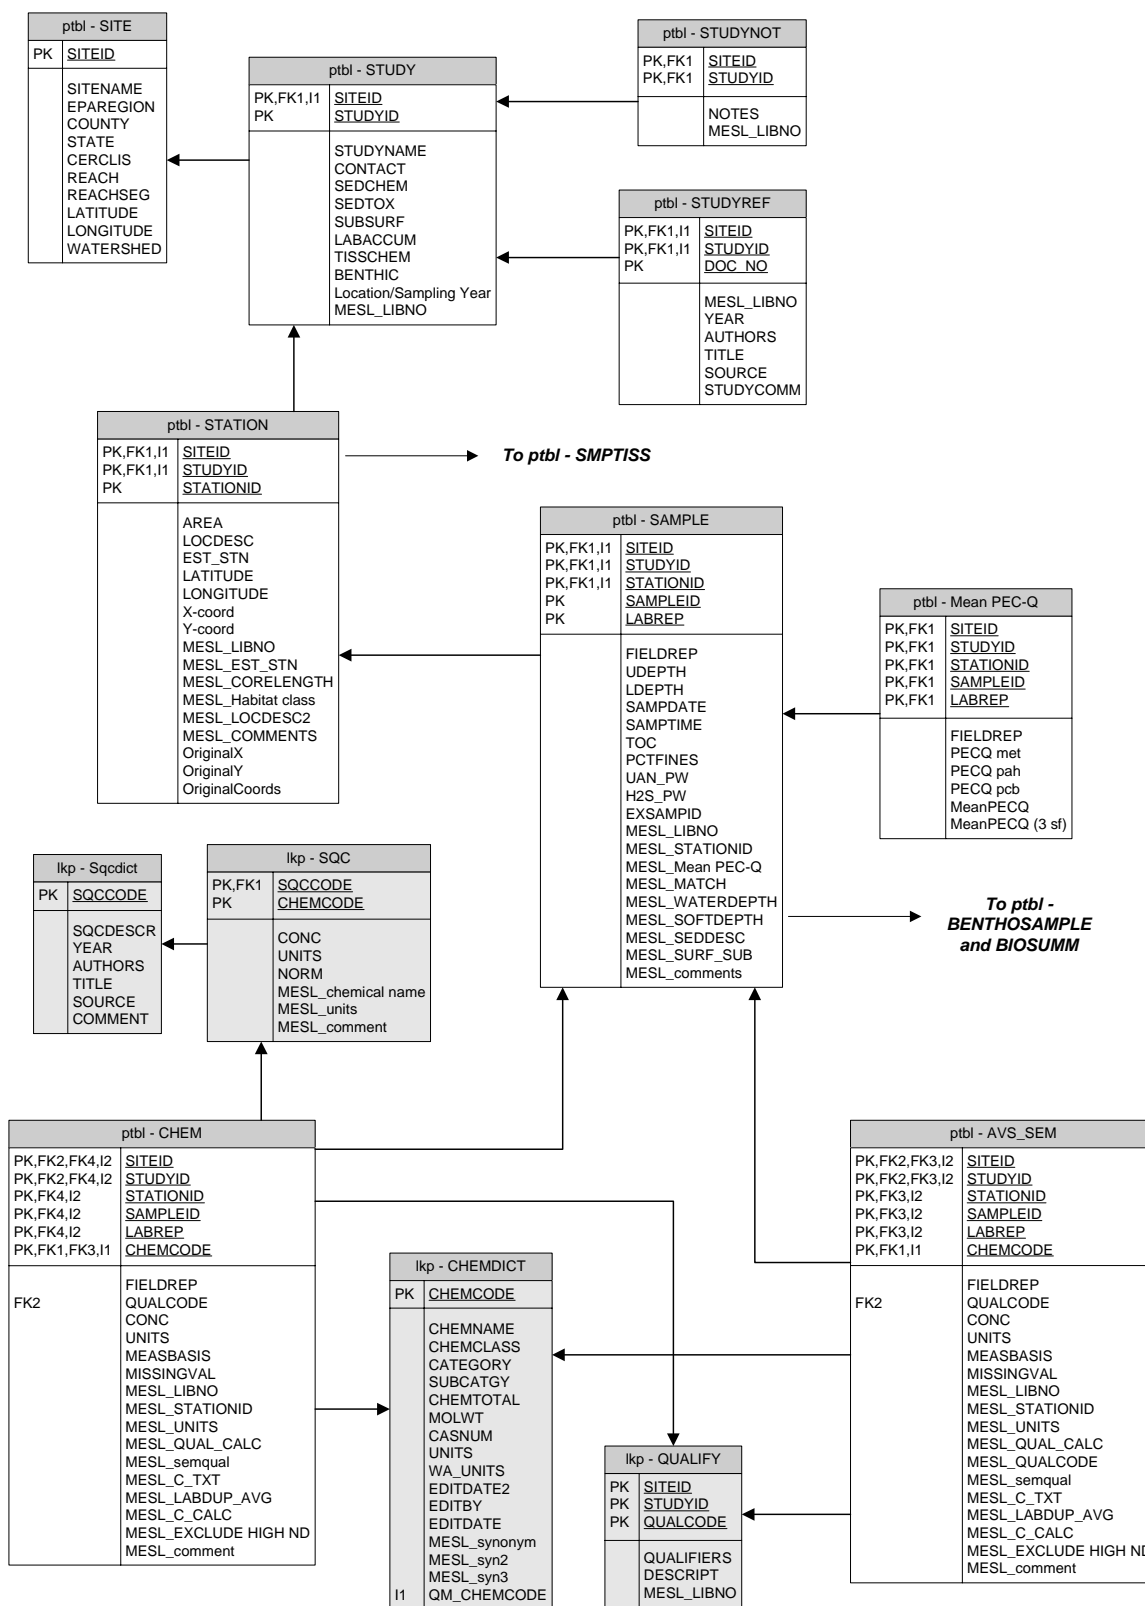 ptbl - SITE
PK SITEID
SITENAME
EPAREGION
COUNTY
STATE
CERCLIS
REACH
REACHSEG
LATITUDE
LONGITUDE
WATERSHED
ptbl - STUDY
PK,FK1,I1 SITEID
PK STUDYID
STUDYNAME
CONTACT
SEDCHEM
SEDTOX
SUBSURF
LABACCUM
TISSCHEM
BENTHIC
Location/Sampling Year
MESL_LIBNO
ptbl - STUDYNOT
PK,FK1 SITEID
PK,FK1 STUDYID
NOTES
MESL_LIBNO
ptbl - STUDYREF
PK,FK1,I1 SITEID
PK,FK1,I1 STUDYID
PK DOC_NO
MESL_LIBNO
YEAR
AUTHORS
TITLE
SOURCE
STUDYCOMM
ptbl - STATION
PK,FK1,I1 SITEID
PK,FK1,I1 STUDYID
PK STATIONID
AREA
LOCDESC
EST_STN
LATITUDE
LONGITUDE
X-coord
Y-coord
MESL_LIBNO
MESL_EST_STN
MESL_CORELENGTH
MESL_Habitat class
MESL_LOCDESC2
MESL_COMMENTS
OriginalX
OriginalY
OriginalCoords
To ptbl - SMPTISS
ptbl - SAMPLE
PK,FK1,I1 SITEID
PK,FK1,I1 STUDYID
PK,FK1,I1 STATIONID
PK SAMPLEID
PK LABREP
FIELDREP
UDEPTH
LDEPTH
SAMPDATE
SAMPTIME
TOC
PCTFINES
UAN_PW
H2S_PW
EXSAMPID
MESL_LIBNO
MESL_STATIONID
MESL_Mean PEC-Q
MESL_MATCH
MESL_WATERDEPTH
MESL_SOFTDEPTH
MESL_SEDDESC
MESL_SURF_SUB
MESL_comments
ptbl - Mean PEC-Q
PK,FK1 SITEID
PK,FK1 STUDYID
PK,FK1 STATIONID
PK,FK1 SAMPLEID
PK,FK1 LABREP
FIELDREP
PECQ met
PECQ pah
PECQ pcb
MeanPECQ
MeanPECQ (3 sf)
To ptbl -
BENTHOSAMPLE
and BIOSUMM
lkp - Sqcdict
PK SQCCODE
SQCDESCR
YEAR
AUTHORS
TITLE
SOURCE
COMMENT
lkp - SQC
PK,FK1 SQCCODE
PK CHEMCODE
CONC
UNITS
NORM
MESL_chemical name
MESL_units
MESL_comment
ptbl - CHEM
PK,FK2,FK4,I2 SITEID
PK,FK2,FK4,I2 STUDYID
PK,FK4,I2 STATIONID
PK,FK4,I2 SAMPLEID
PK,FK4,I2 LABREP
PK,FK1,FK3,I1 CHEMCODE
FIELDREP
FK2 QUALCODE
CONC
UNITS
MEASBASIS
MISSINGVAL
MESL_LIBNO
MESL_STATIONID
MESL_UNITS
MESL_QUAL_CALC
MESL_semqual
MESL_C_TXT
MESL_LABDUP_AVG
MESL_C_CALC
MESL_EXCLUDE HIGH ND
MESL_comment
lkp - CHEMDICT
PK CHEMCODE
CHEMNAME
CHEMCLASS
CATEGORY
SUBCATGY
CHEMTOTAL
MOLWT
CASNUM
UNITS
WA_UNITS
EDITDATE2
EDITBY
EDITDATE
MESL_synonym
MESL_syn2
MESL_syn3
I1 QM_CHEMCODE
lkp - QUALIFY
PK SITEID
PK STUDYID
PK QUALCODE
QUALIFIERS
DESCRIPT
MESL_LIBNO
ptbl - AVS_SEM
PK,FK2,FK3,I2 SITEID
PK,FK2,FK3,I2 STUDYID
PK,FK3,I2 STATIONID
PK,FK3,I2 SAMPLEID
PK,FK3,I2 LABREP
PK,FK1,I1 CHEMCODE
FIELDREP
FK2 QUALCODE
CONC
UNITS
MEASBASIS
MISSINGVAL
MESL_LIBNO
MESL_STATIONID
MESL_UNITS
MESL_QUAL_CALC
MESL_QUALCODE
MESL_semqual
MESL_C_TXT
MESL_LABDUP_AVG
MESL_C_CALC
MESL_EXCLUDE HIGH ND
MESL_comment